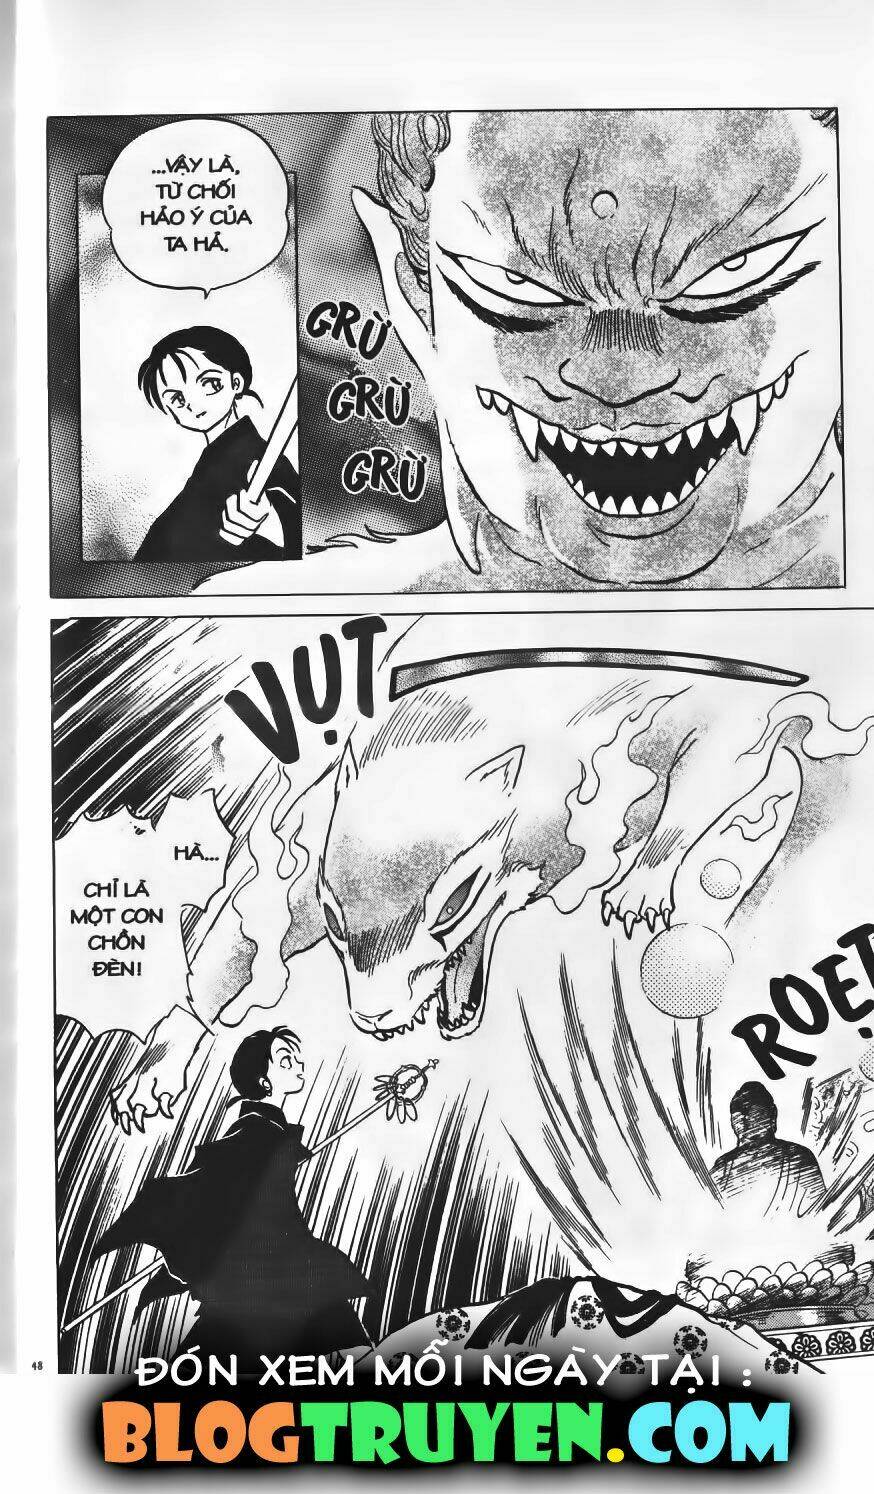 ...VẬY LÀ,
TỪ CHỐI
HẢO Ý CỦA
TA HẢ.
GRỪ
GRỪ
GRỪ
VỤT
HÀ...
CHỈ LÀ
MỘT CON
CHỒN
ĐÈN!
ROẸT
48
ĐÓN XEM MỖI NGÀY TẠI :
BLOGTRUYEN.COM